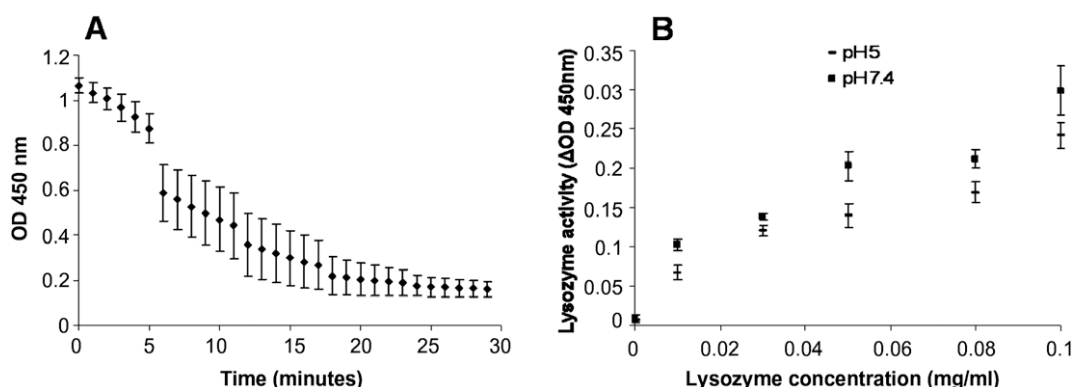 A
OD 450 nm
1.2
1
0.8
0.6
0.4
0.2
0
0 5 10 15 20 25 30
Time (minutes)
B
Lysozyme activity (ΔOD 450nm)
pH5
pH7.4
0.35
0.03
0.25
0.2
0.15
0.1
0.05
0
0 0.02 0.04 0.06 0.08 0.1
Lysozyme concentration (mg/ml)